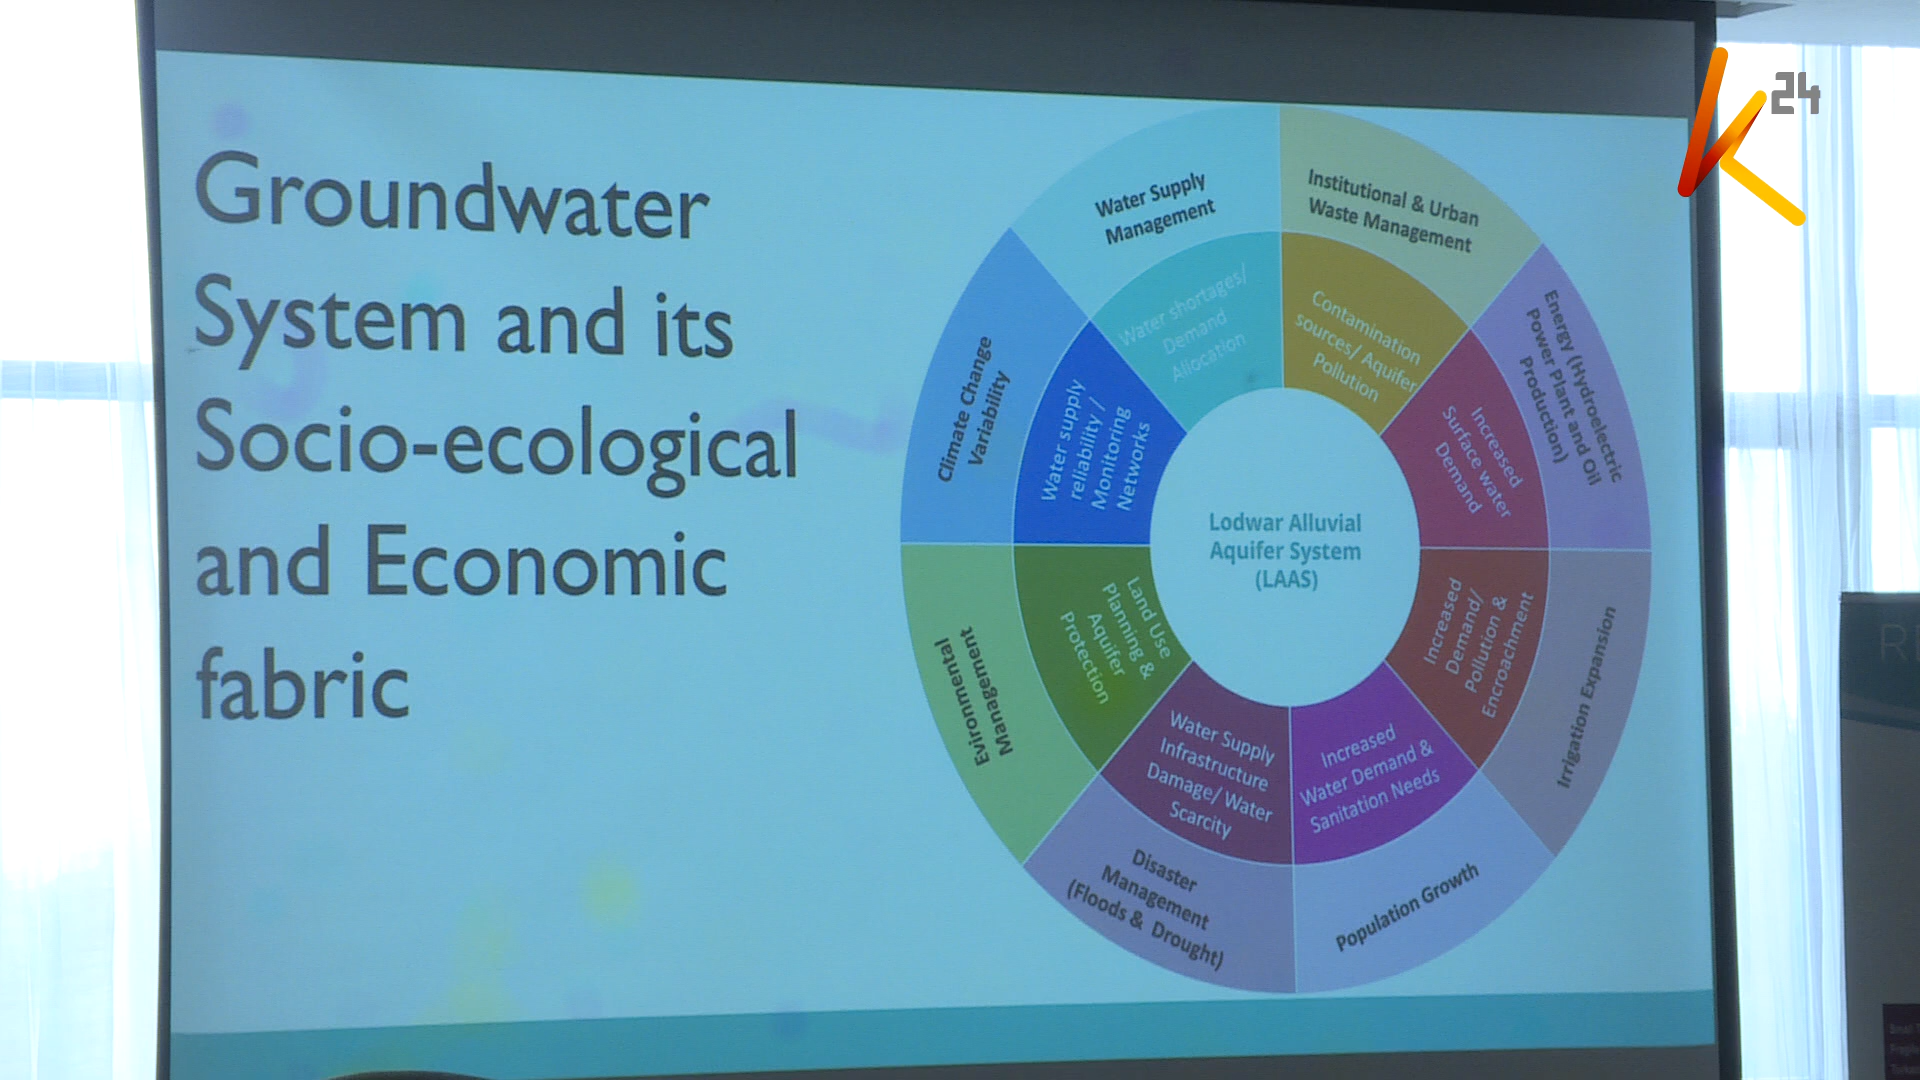 Groundwater
System and its
Socio-ecological
and Economic
fabric
Water Supply
Management
Institutional & Urban
Waste Management
Energy (Hydroelectric
Power Plant and Oil
Production)
Irrigation Expansion
Population Growth
Disaster
Management
(Floods & Drought)
Evironmental
Management
Climate Change
Variability
Water shortages/
Demand
Allocation
Contamination
sources/ Aquifer
Pollution
Increased
Surface water
Demand
Increased
Demand/
Pollution &
Encroachment
Increased
Water Demand &
Sanitation Needs
Water Supply
Infrastructure
Damage/ Water
Scarcity
Land Use
Planning &
Aquifer
Protection
Water supply
reliability /
Monitoring
Networks
Lodwar Alluvial
Aquifer System
(LAAS)
K24